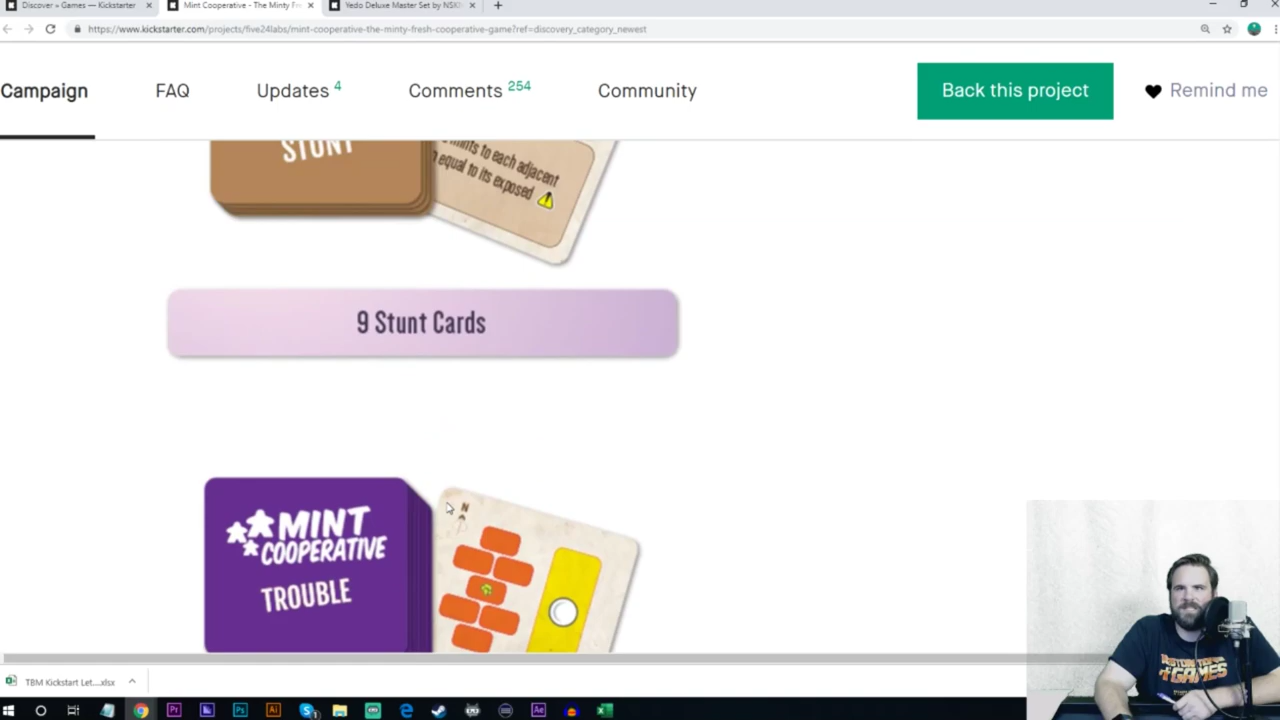 Discover » Games — Kickstarter
Mint Cooperative - The Minty Fr
Yedo Deluxe Master Set by NSKN
https://www.kickstarter.com/projects/five24labs/mint-cooperative-the-minty-fresh-cooperative-game?ref=discovery_category_newest
Campaign
FAQ
Updates 4
Comments 254
Community
Back this project
Remind me
STUNT
mints to each adjacent
equal to its exposed
9 Stunt Cards
MINT
COOPERATIVE
TROUBLE
N
TBM Kickstart Let....xlsx
GAMES